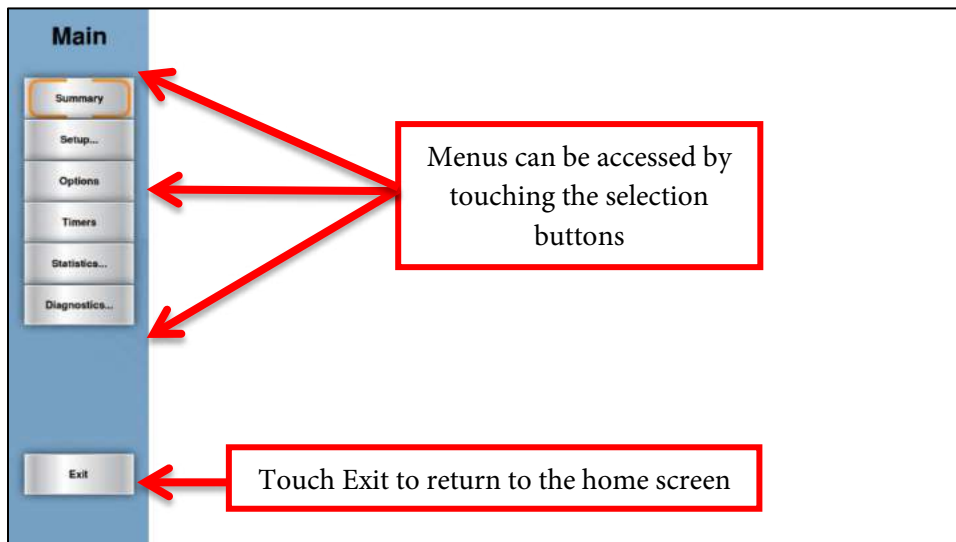 Main
Summary
Setup...
Options
Timers
Statistics...
Diagnostics...
Menus can be accessed by
touching the selection
buttons
Exit
Touch Exit to return to the home screen